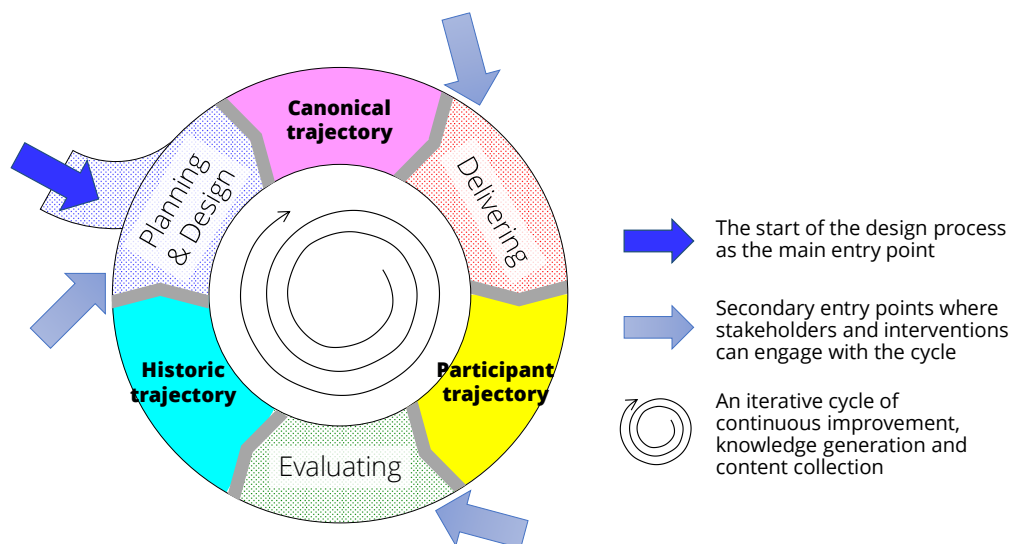 Canonical
trajectory
Delivering
Participant
trajectory
Evaluating
Historic
trajectory
Planning
& Design
The start of the design process
as the main entry point
Secondary entry points where
stakeholders and interventions
can engage with the cycle
An iterative cycle of
continuous improvement,
knowledge generation and
content collection